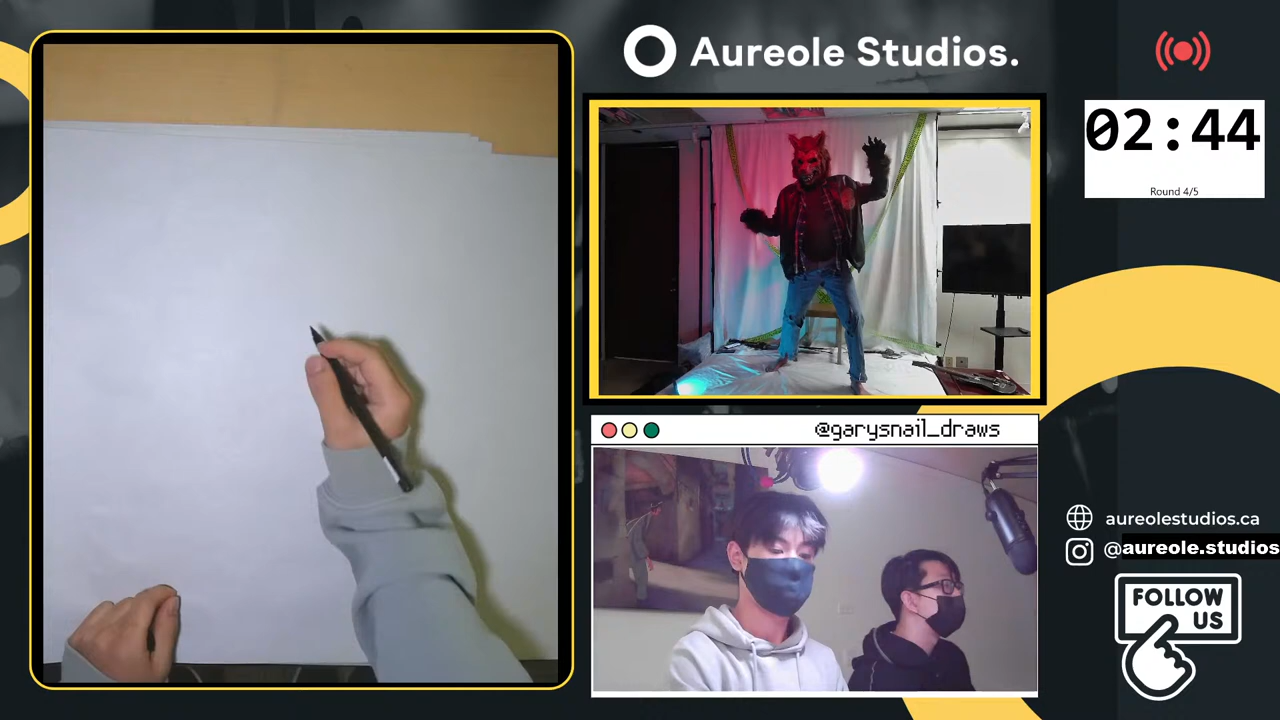 Aureole Studios.
02:44
Round 4/5
@garysnail_draws
aureolestudios.ca
@aureole.studios
FOLLOW
US